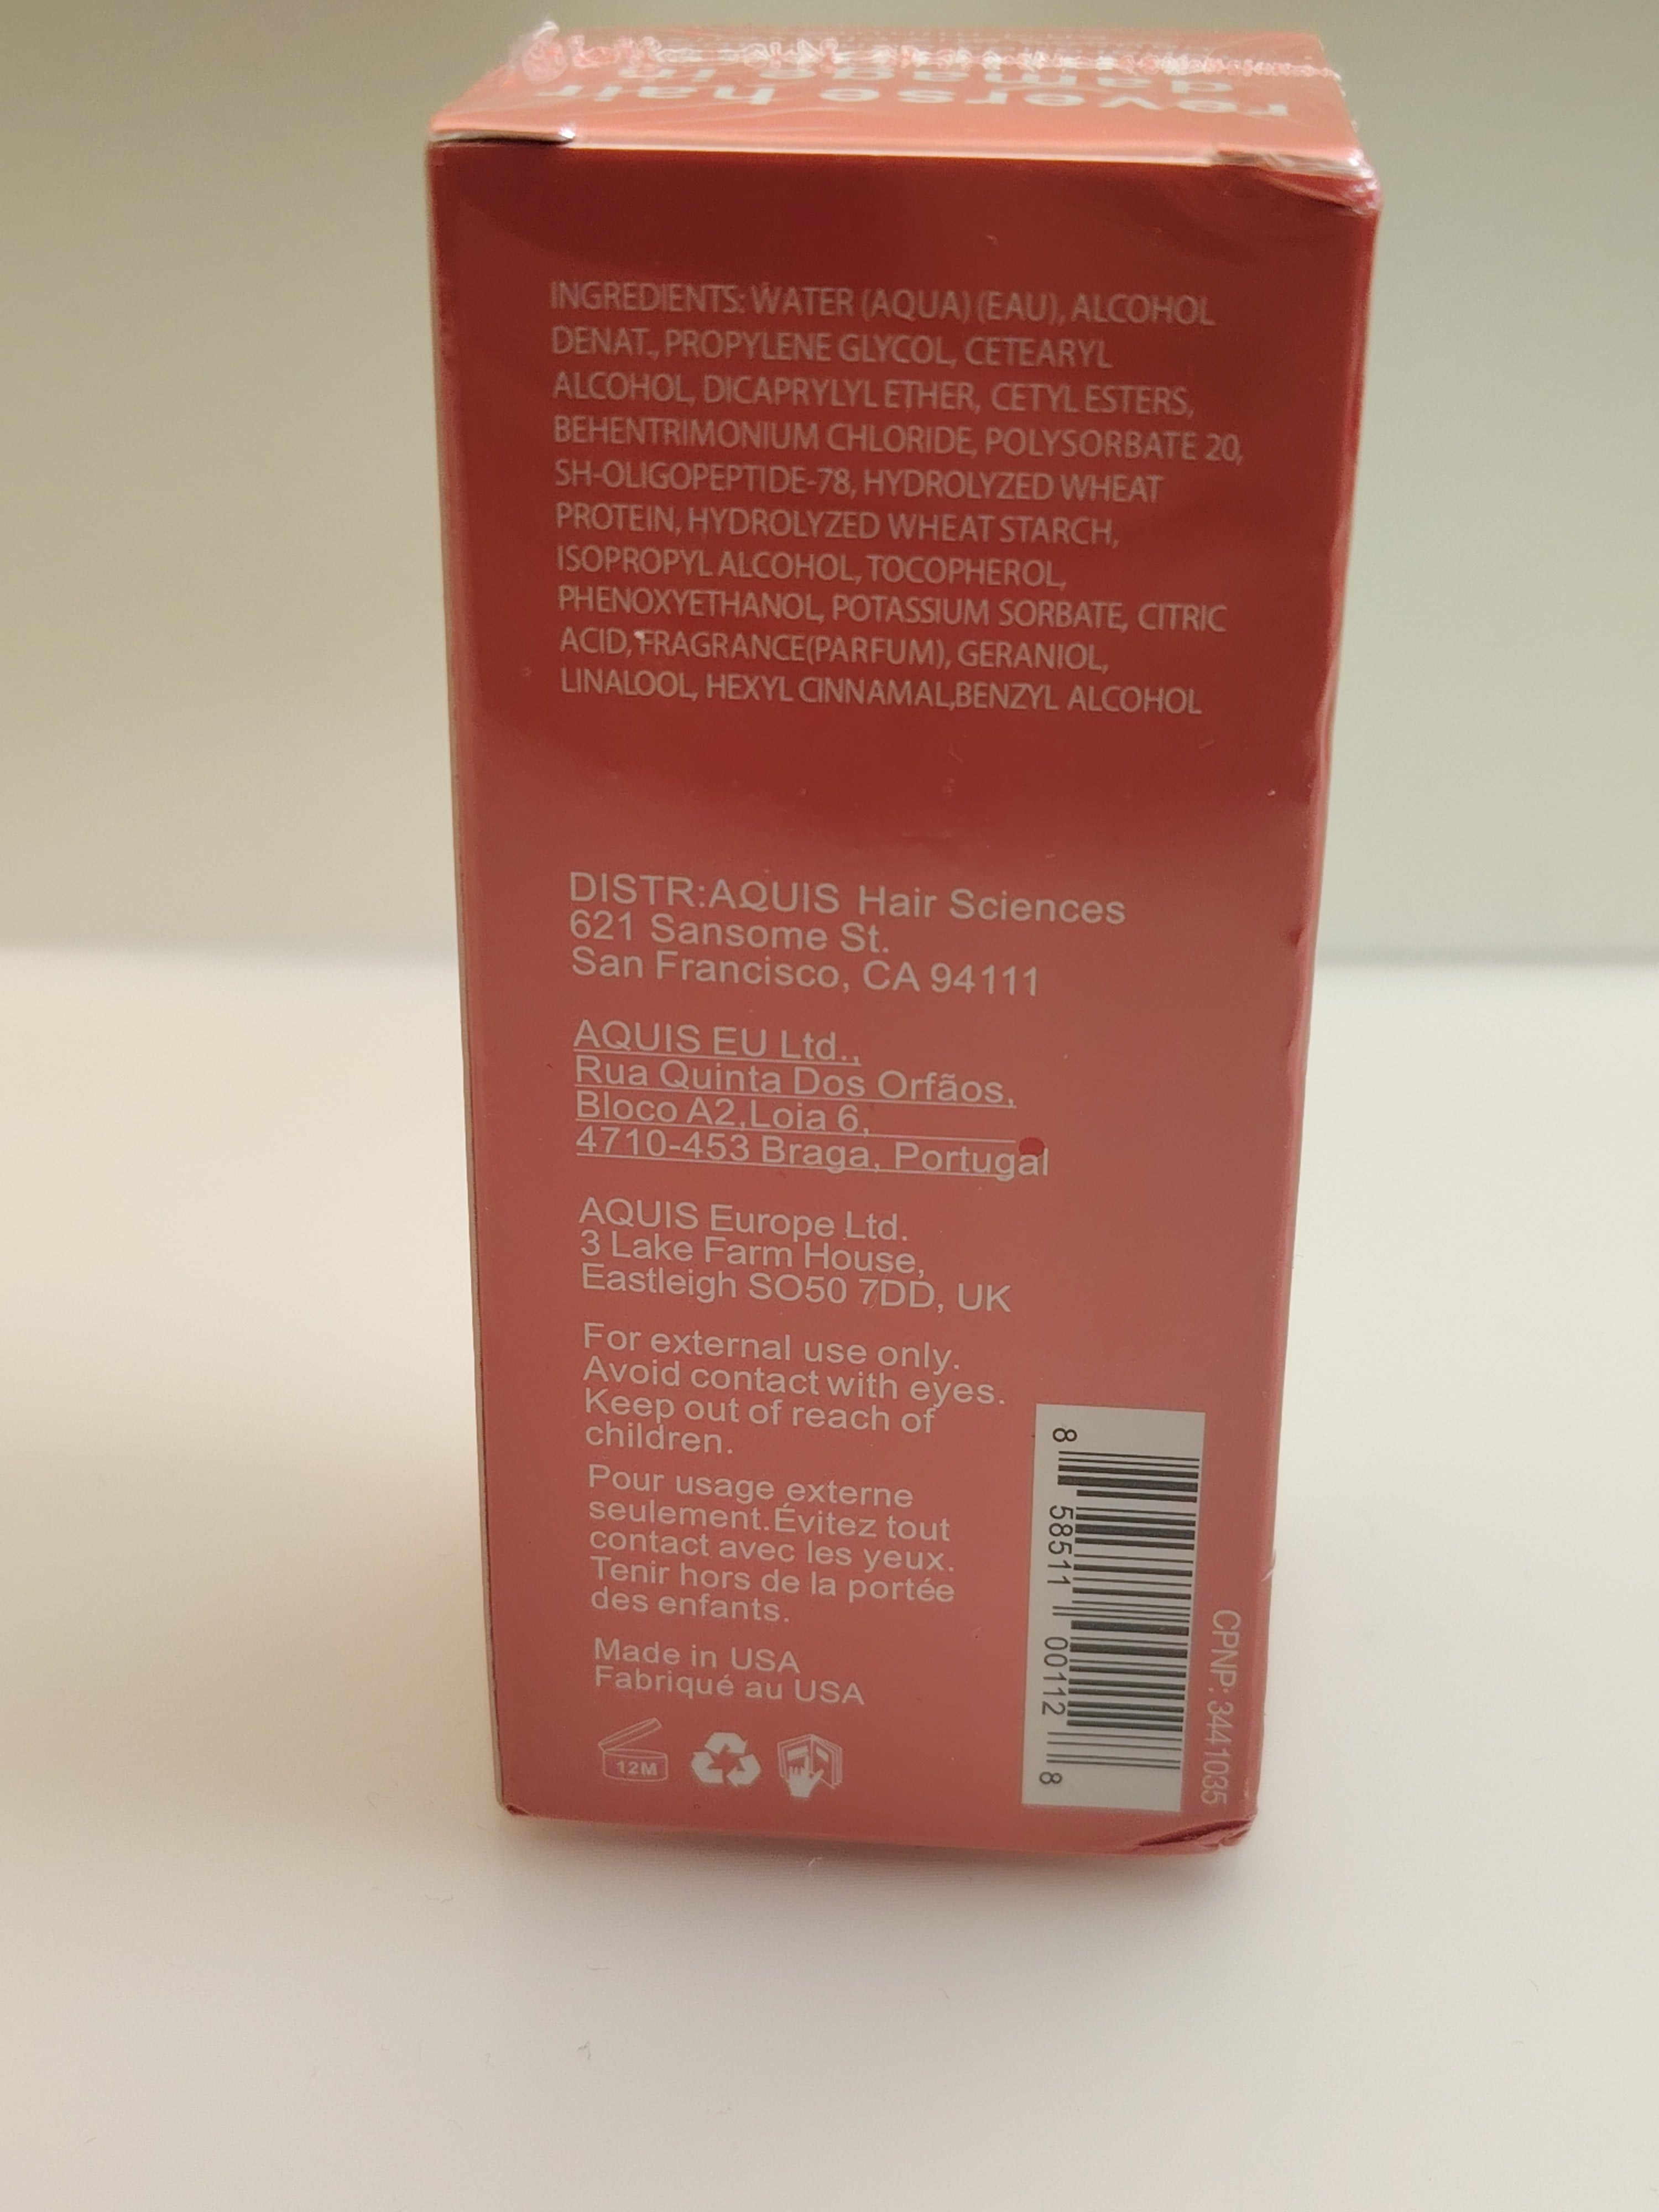 reverse hair
damage in
INGREDIENTS: WATER (AQUA) (EAU), ALCOHOL
DENAT., PROPYLENE GLYCOL, CETEARYL
ALCOHOL, DICAPRYLYL ETHER, CETYL ESTERS,
BEHENTRIMONIUM CHLORIDE, POLYSORBATE 20,
SH-OLIGOPEPTIDE-78, HYDROLYZED WHEAT
PROTEIN, HYDROLYZED WHEAT STARCH,
ISOPROPYL ALCOHOL, TOCOPHEROL,
PHENOXYETHANOL, POTASSIUM SORBATE, CITRIC
ACID, FRAGRANCE(PARFUM), GERANIOL,
LINALOOL, HEXYL CINNAMAL,BENZYL ALCOHOL
DISTR:AQUIS Hair Sciences
621 Sansome St.
San Francisco, CA 94111
AQUIS EU Ltd.,
Rua Quinta Dos Orfãos,
Bloco A2,Loia 6,
4710-453 Braga, Portugal
AQUIS Europe Ltd.
3 Lake Farm House,
Eastleigh SO50 7DD, UK
For external use only.
Avoid contact with eyes.
Keep out of reach of
children.
Pour usage externe
seulement.Évitez tout
contact avec les yeux.
Tenir hors de la portée
des enfants.
Made in USA
Fabriqué au USA
12M
8 58511 00112 8
CPNP: 3441035